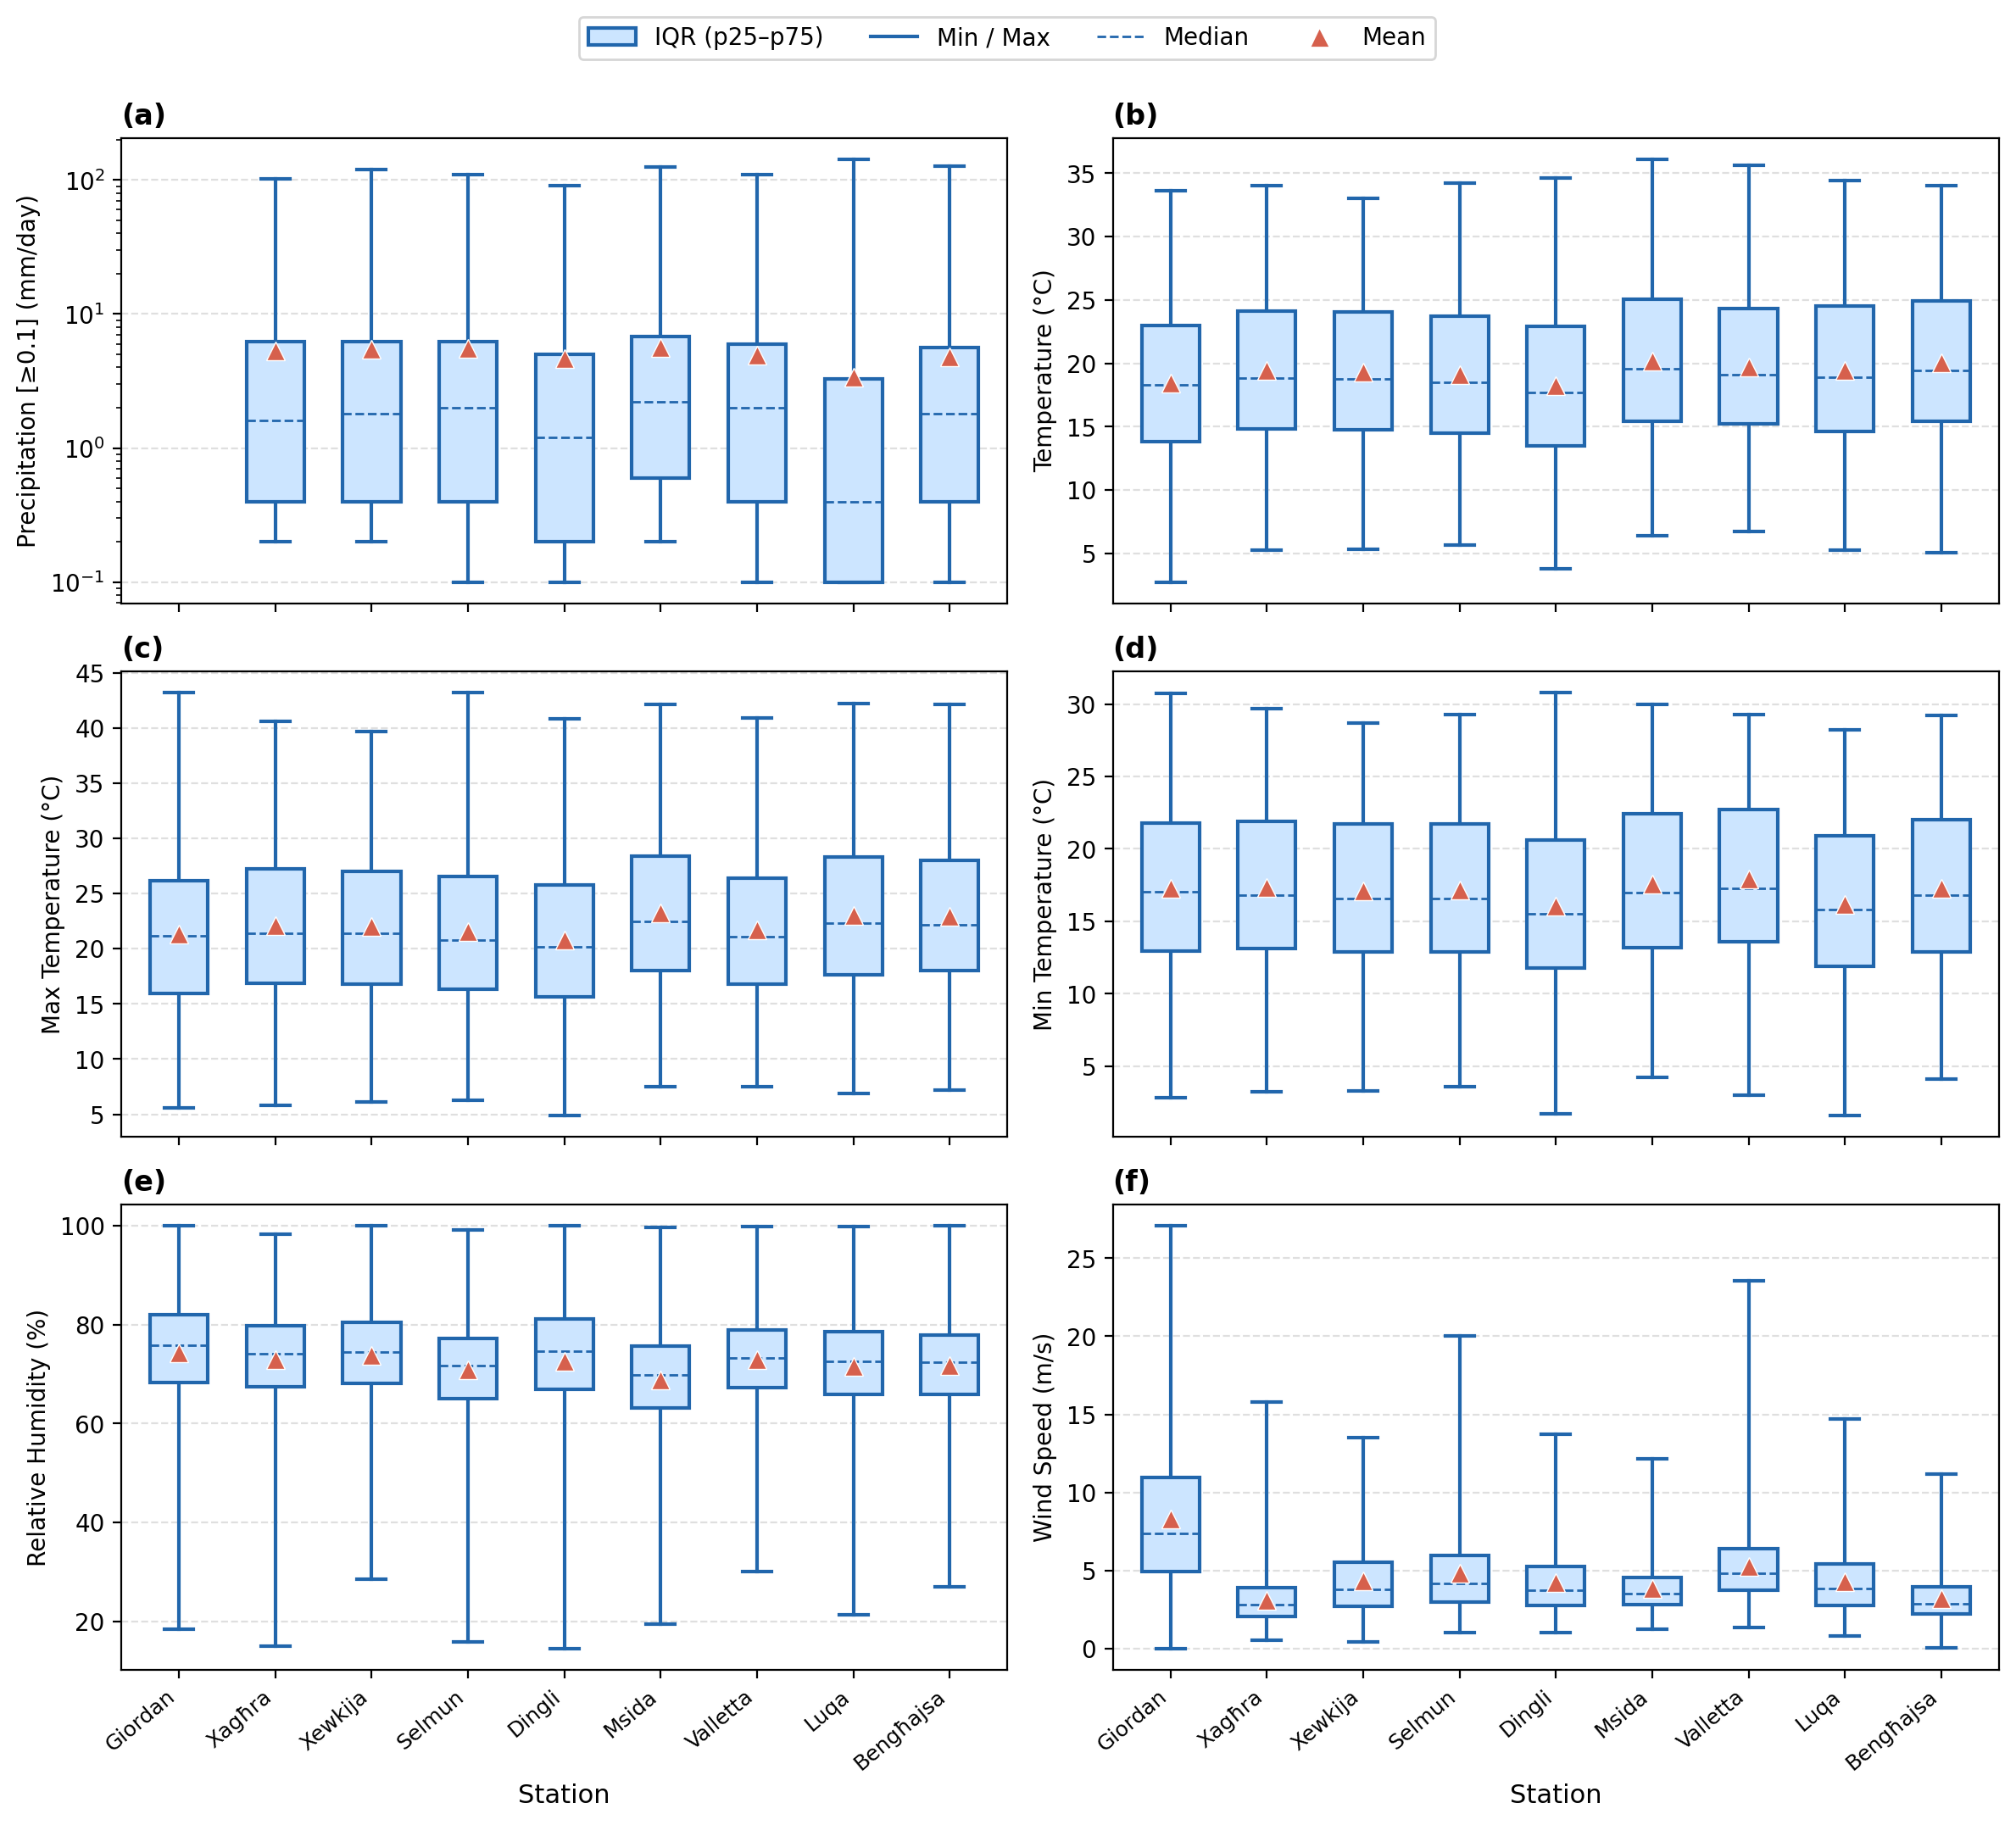 IQR (p25–p75) Min / Max Median Mean
(a)
Precipitation [≥0.1] (mm/day)
10²
10¹
10⁰
10⁻¹
(b)
Temperature (°C)
35
30
25
20
15
10
5
(c)
Max Temperature (°C)
45
40
35
30
25
20
15
10
5
(d)
Min Temperature (°C)
30
25
20
15
10
5
(e)
Relative Humidity (%)
100
80
60
40
20
Giordan Xagħra Xewkija Selmun Dingli Msida Valletta Luqa Bengħajsa
Station
(f)
Wind Speed (m/s)
25
20
15
10
5
0
Giordan Xagħra Xewkija Selmun Dingli Msida Valletta Luqa Bengħajsa
Station